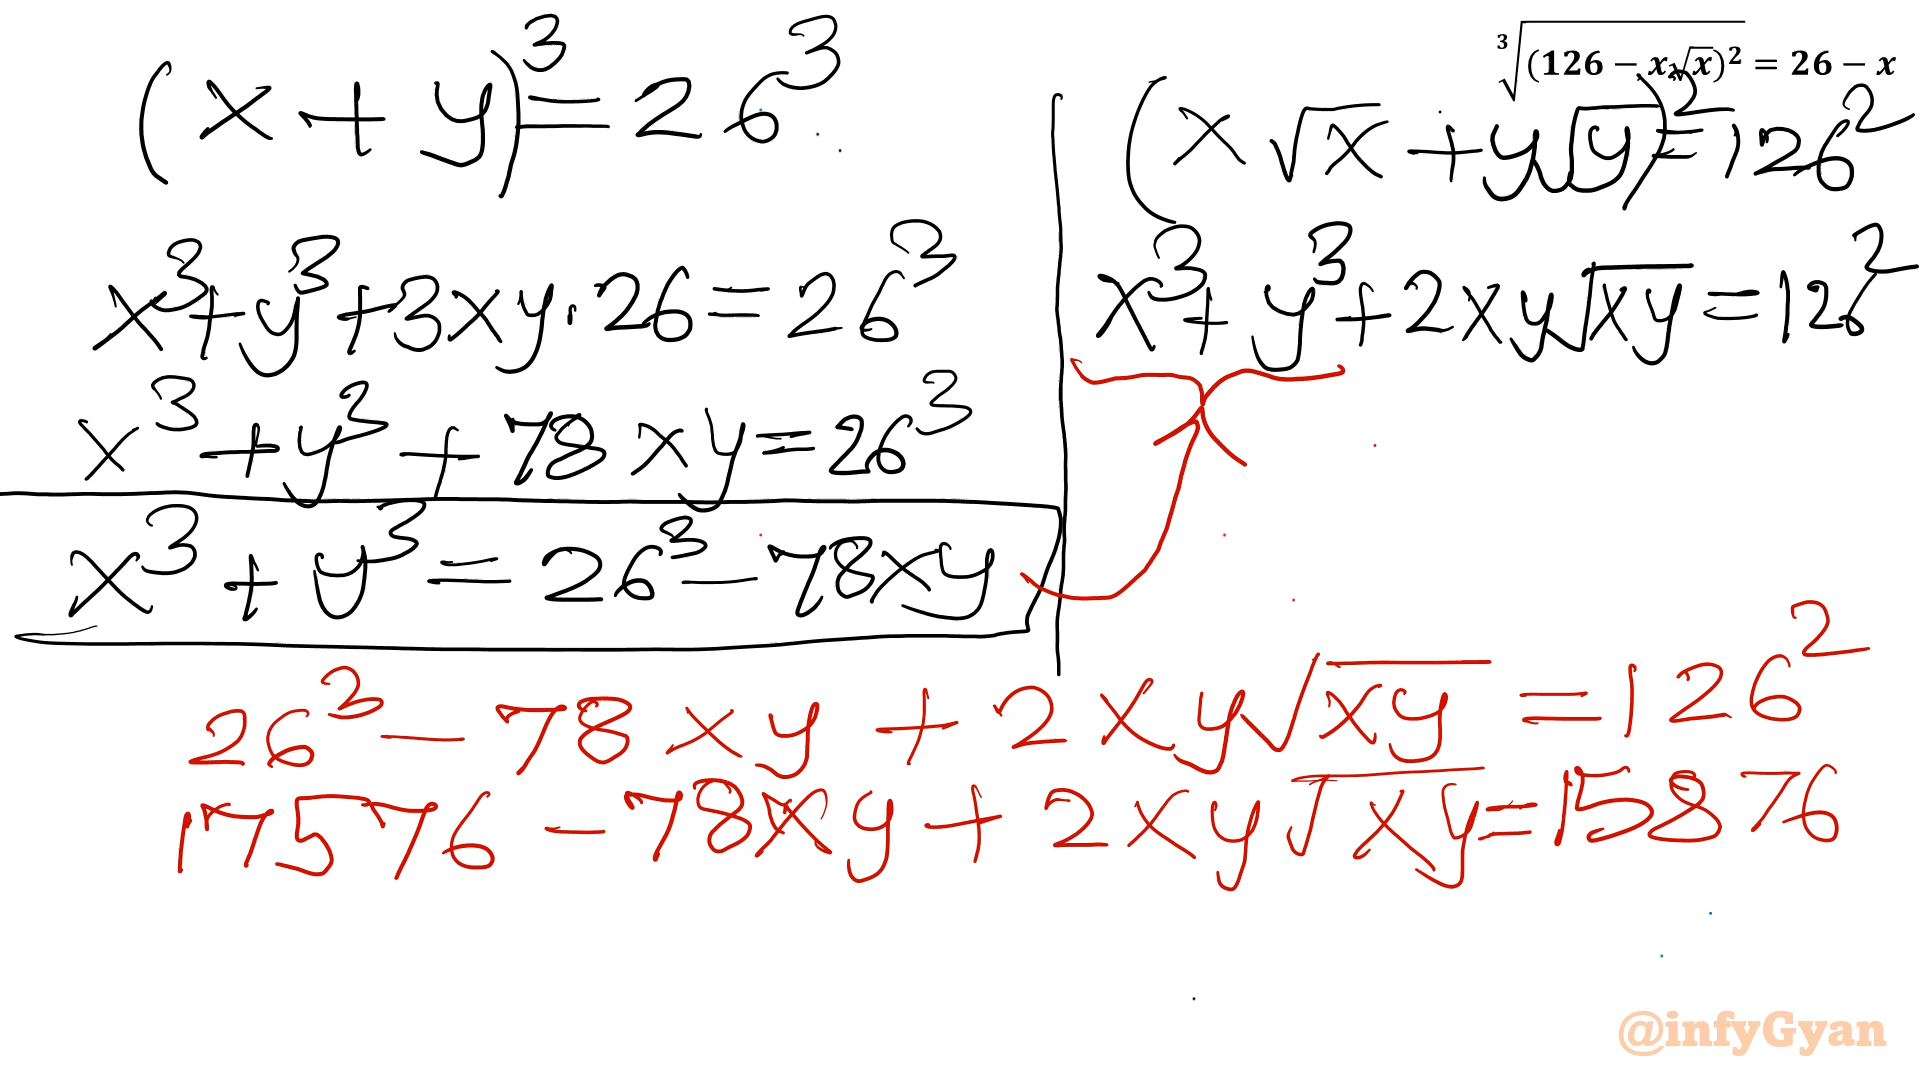 ∛((126 − x√x)²) = 26 − x
(x + y)³ = 26³
x³ + y³ + 3xy · 26 = 26³
x³ + y³ + 78xy = 26³
x³ + y³ = 26³ − 78xy
(x√x + y√y)² = 126²
x³ + y³ + 2xy√xy = 126²
26³ − 78xy + 2xy√xy = 126²
17576 − 78xy + 2xy√xy = 15876
@infyGyan